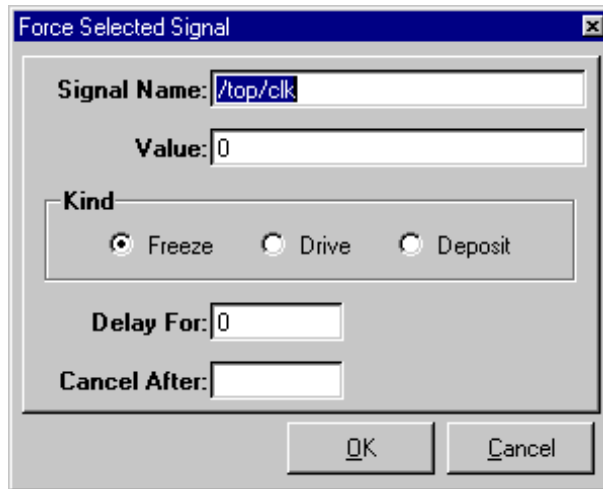 Force Selected Signal
Signal Name: /top/clk
Value: 0
Kind
Freeze Drive Deposit
Delay For: 0
Cancel After:
OK Cancel